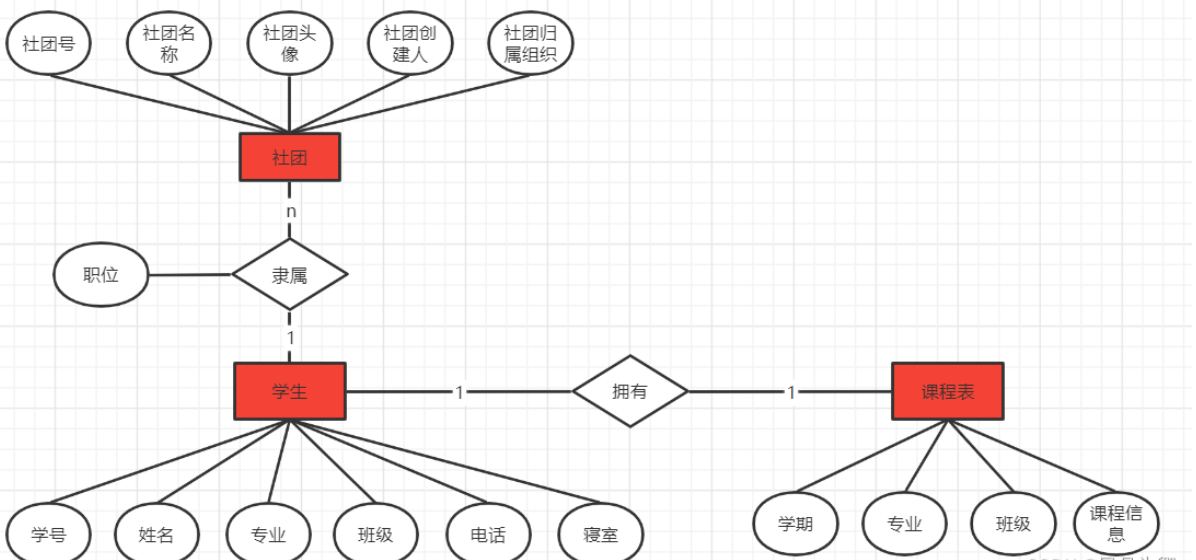 社团号
社团名
称
社团头
像
社团创
建人
社团归
属组织
社团
n
职位
隶属
1
学生
1
拥有
1
课程表
学号
姓名
专业
班级
电话
寝室
学期
专业
班级
课程信
息